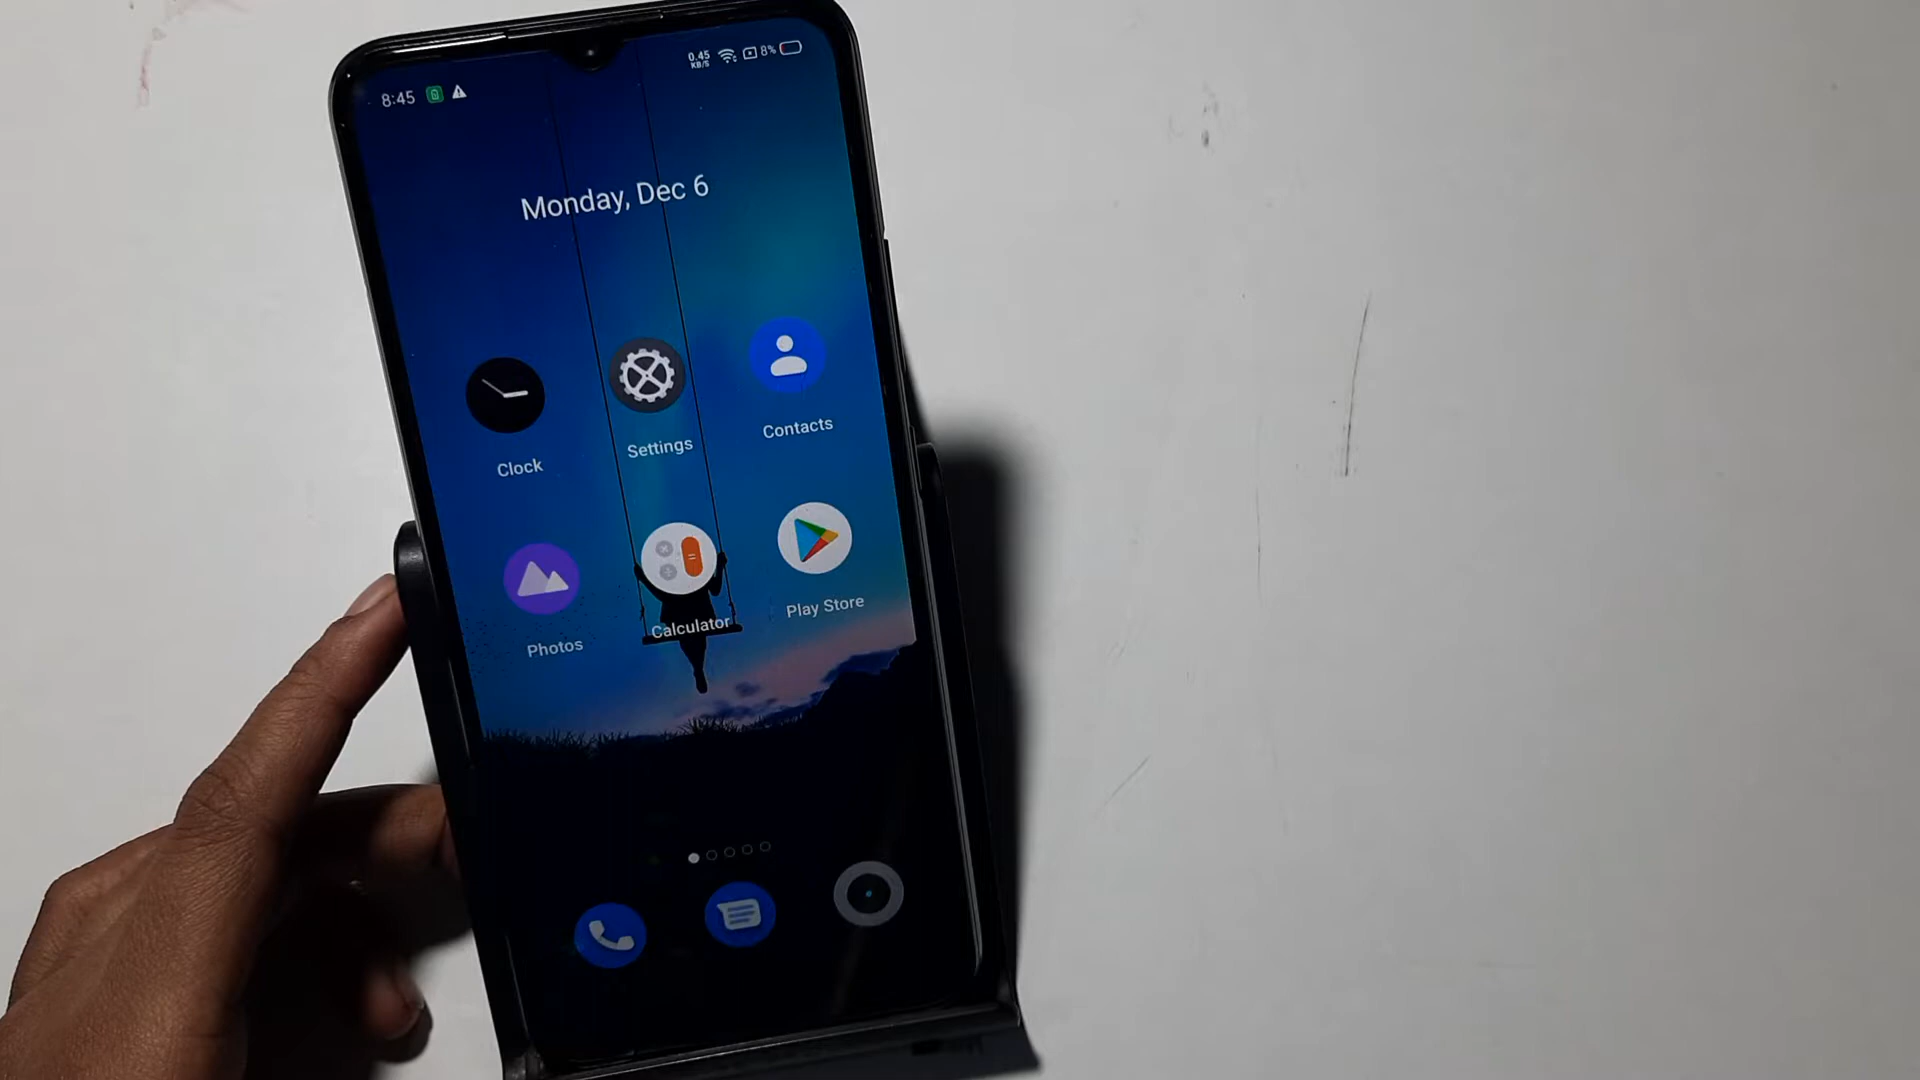 8:45
0.45
KB/S
8%
Monday, Dec 6
Clock
Settings
Contacts
Photos
Calculator
Play Store